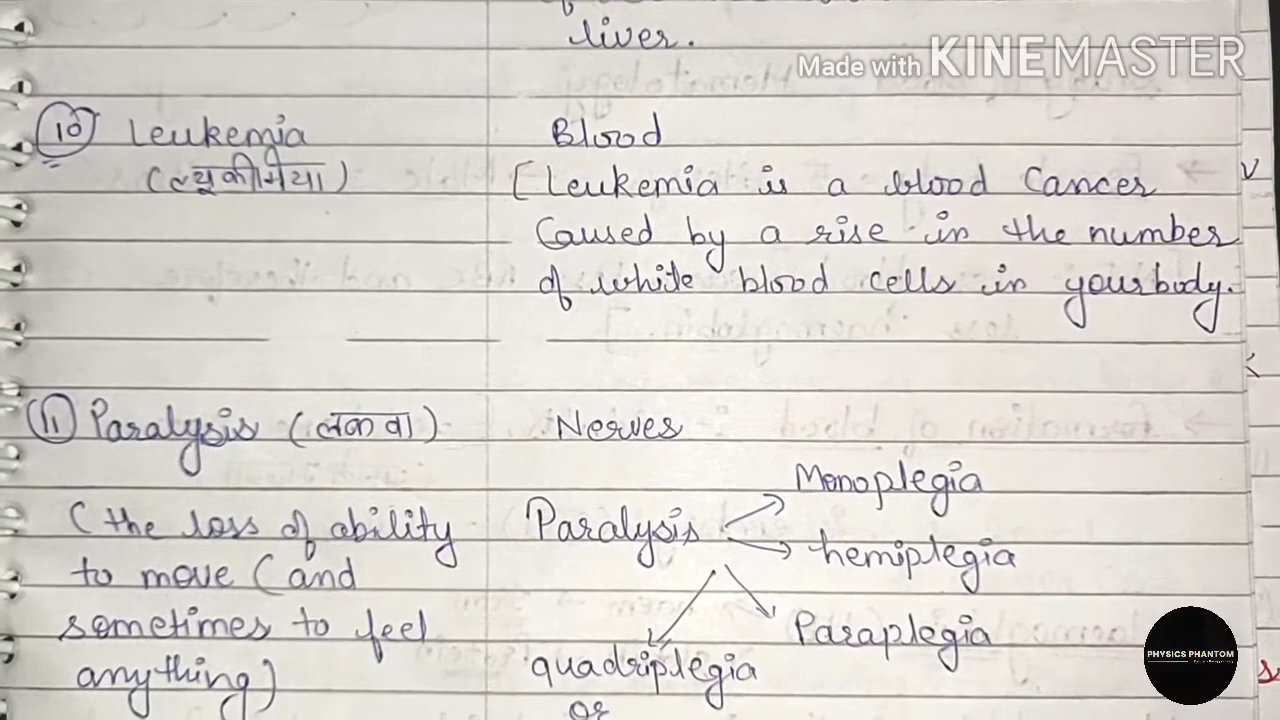 liver.
Made with KINEMASTER
10 Leukemia Blood
(ल्यूकीमिया) [Leukemia is a blood cancer
caused by a rise in the number
of white blood cells in your body.
11 Paralysis (लकवा) Nerves
Monoplegia
(the loss of ability Paralysis
hemiplegia
to move (and
sometimes to feel Paraplegia
anything) quadriplegia
or
PHYSICS PHANTOM